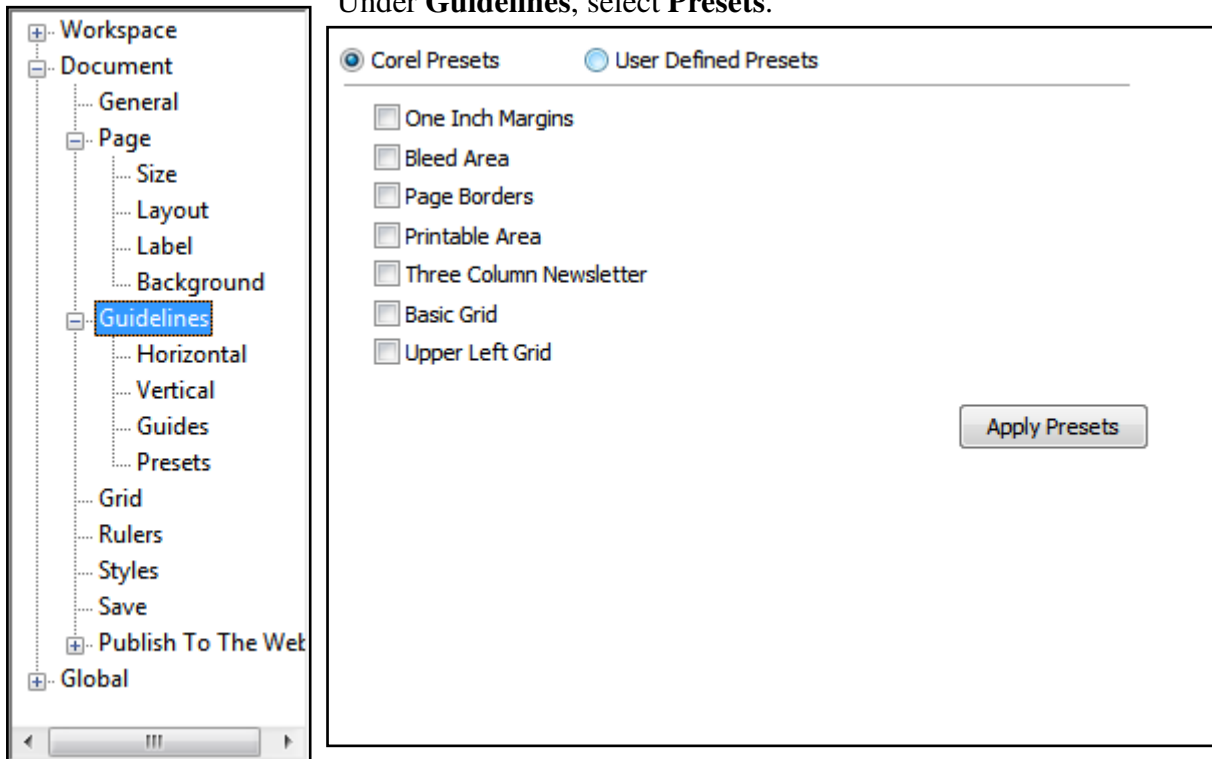 Under Guidelines, select Presets.
Workspace
Document
General
Page
Size
Layout
Label
Background
Guidelines
Horizontal
Vertical
Guides
Presets
Grid
Rulers
Styles
Save
Publish To The Web
Global
Corel Presets
User Defined Presets
One Inch Margins
Bleed Area
Page Borders
Printable Area
Three Column Newsletter
Basic Grid
Upper Left Grid
Apply Presets